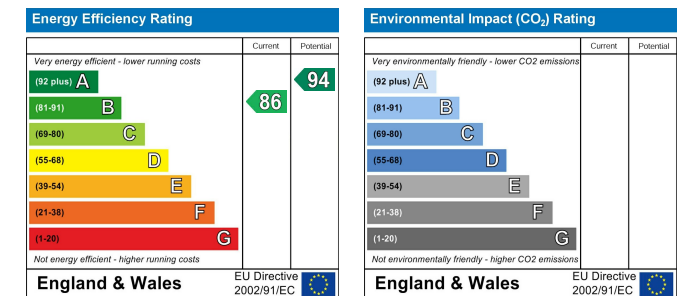 Energy Efficiency Rating
Current Potential
Very energy efficient - lower running costs
(92 plus) A
94
(81-91) B
86
(69-80) C
(55-68) D
(39-54) E
(21-38) F
(1-20) G
Not energy efficient - higher running costs
England & Wales
EU Directive
2002/91/EC
Environmental Impact (CO2) Rating
Current Potential
Very environmentally friendly - lower CO2 emissions
(92 plus) A
(81-91) B
(69-80) C
(55-68) D
(39-54) E
(21-38) F
(1-20) G
Not environmentally friendly - higher CO2 emissions
England & Wales
EU Directive
2002/91/EC